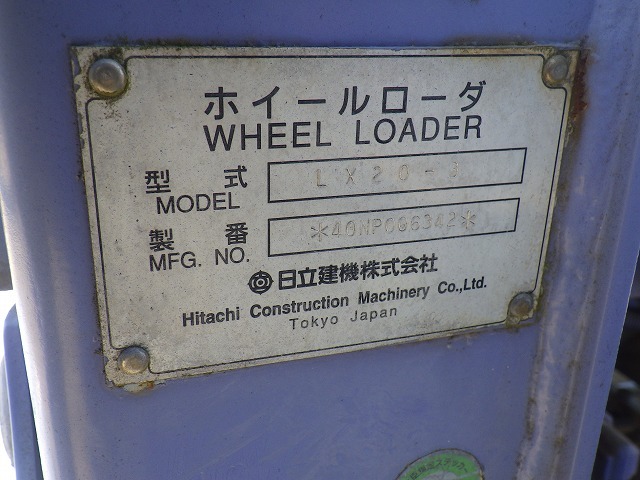 ホイールローダ
WHEEL LOADER
型式 LX20-3
MODEL
製番 *40NP006342*
MFG. NO.
日立建機株式会社
Hitachi Construction Machinery Co.,Ltd.
Tokyo Japan